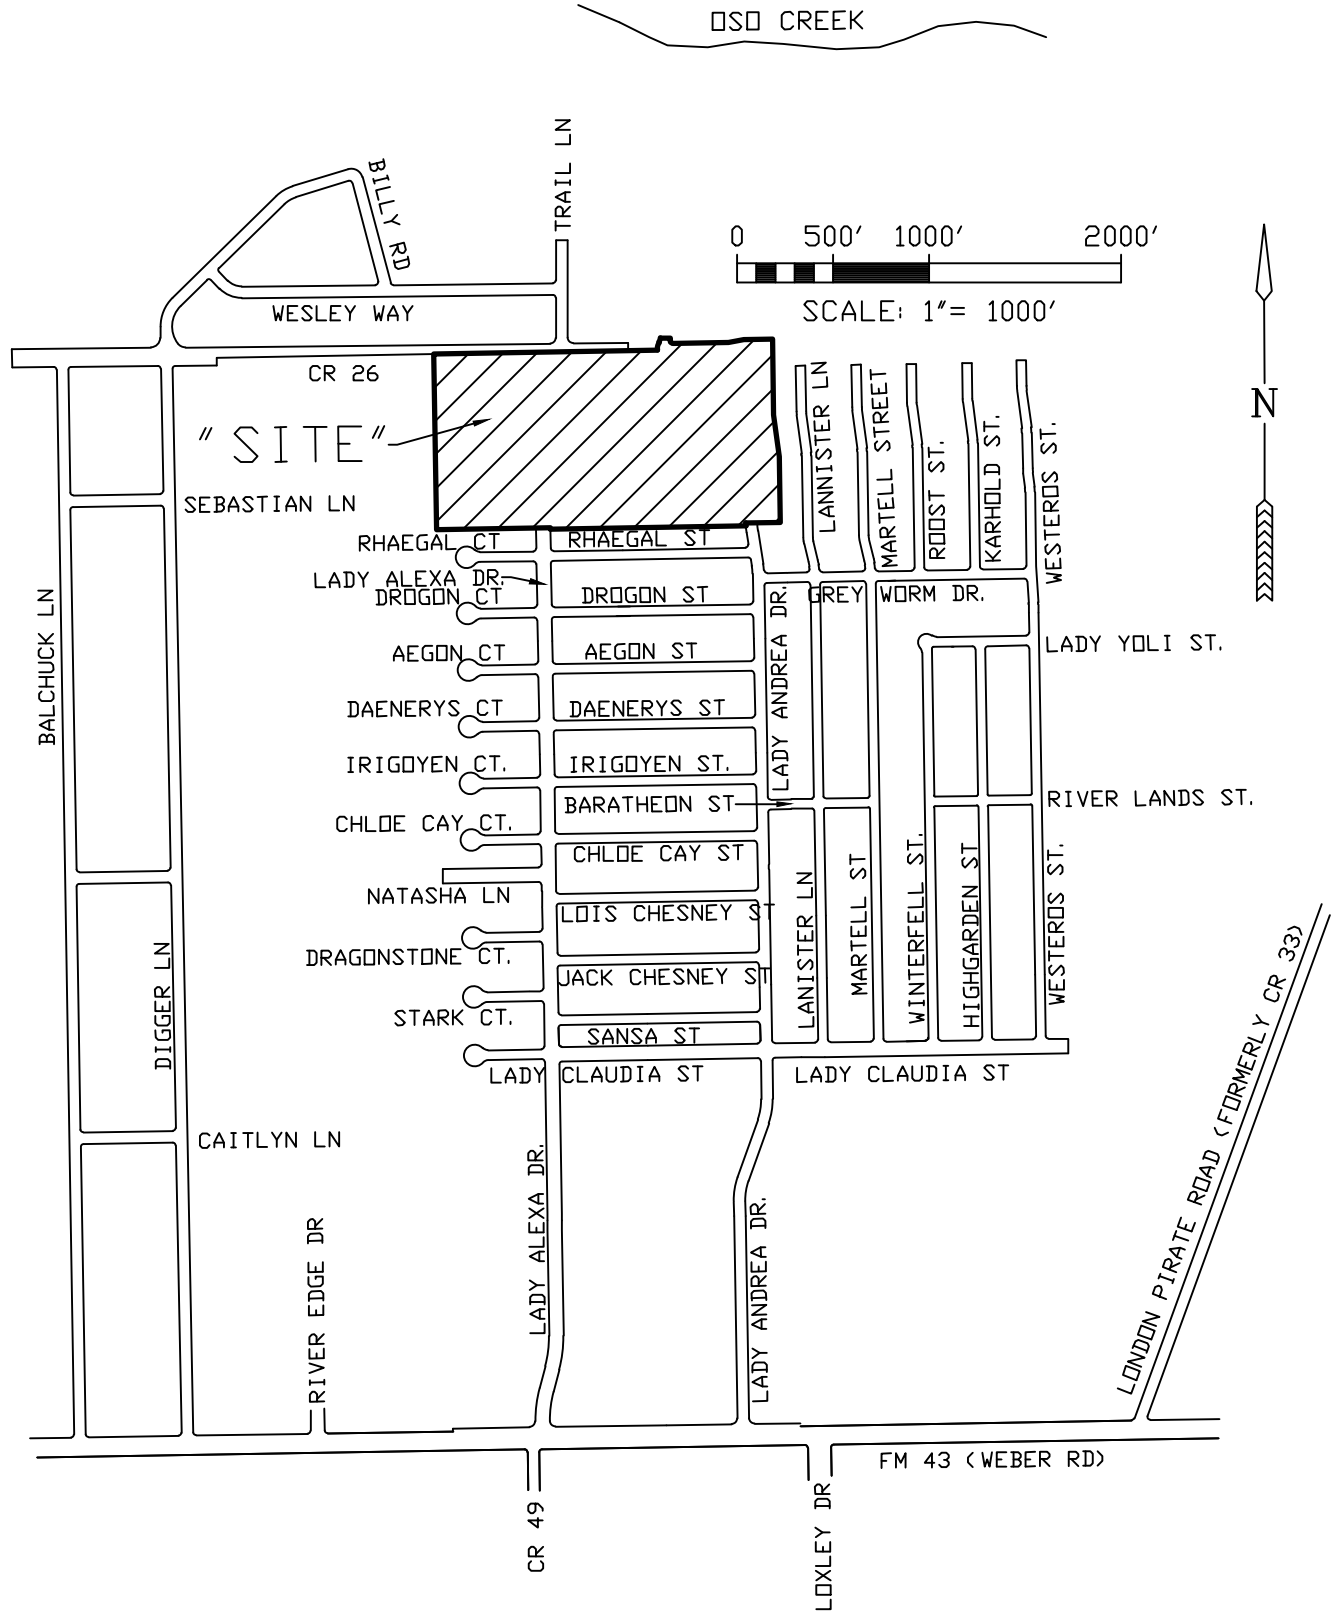 OSO CREEK
TRAIL LN
BILLY RD
0 500' 1000' 2000'
SCALE: 1"= 1000'
WESLEY WAY
CR 26
N
"SITE"
LANNISTER LN
MARTELL STREET
ROOST ST.
KARHOLD ST.
WESTEROS ST.
SEBASTIAN LN
RHAEGAL CT
RHAEGAL ST
LADY ALEXA DR.
DROGON CT
DROGON ST
GREY WORM DR.
LADY ANDREA DR.
AEGON CT
AEGON ST
LADY YOLI ST.
BALCHUCK LN
DAENERYS CT
DAENERYS ST
IRIGOYEN CT.
IRIGOYEN ST.
BARATHEON ST
RIVER LANDS ST.
CHLOE CAY CT.
CHLOE CAY ST
NATASHA LN
LOIS CHESNEY ST
LANISTER LN
MARTELL ST
WINTERFELL ST.
HIGHGARDEN ST
WESTEROS ST.
DIGGER LN
DRAGONSTONE CT.
JACK CHESNEY ST
STARK CT.
SANSA ST
LADY CLAUDIA ST
LADY CLAUDIA ST
LONDON PIRATE ROAD (FORMERLY CR 33)
CAITLYN LN
LADY ALEXA DR.
LADY ANDREA DR.
RIVER EDGE DR
FM 43 (WEBER RD)
CR 49
LOXLEY DR